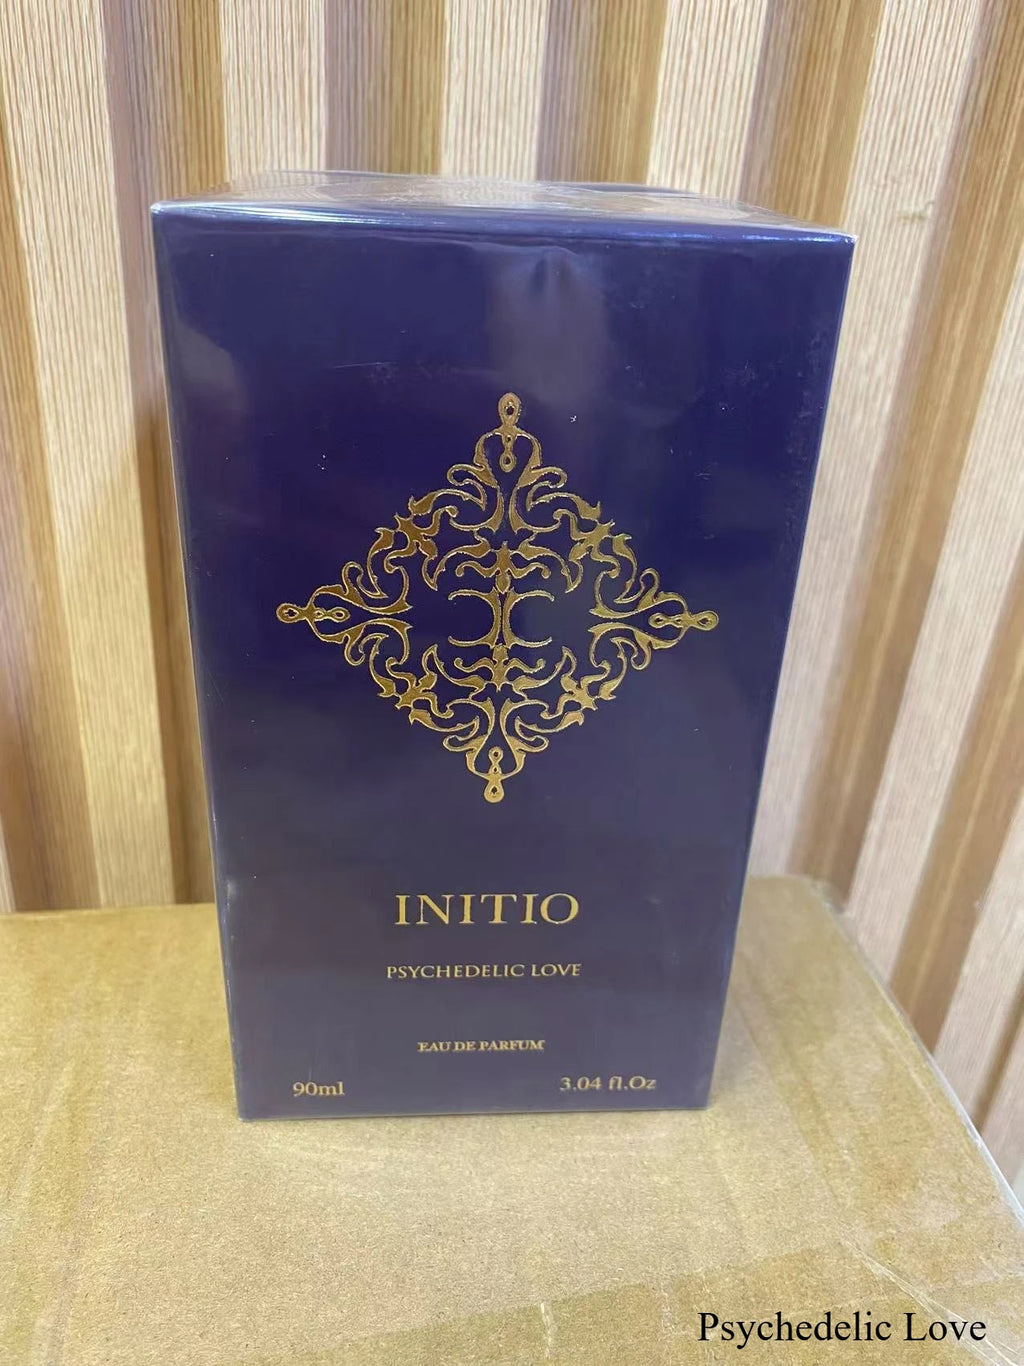 INITIO
PSYCHEDELIC LOVE
EAU DE PARFUM
90ml 3.04 fl.Oz
Psychedelic Love